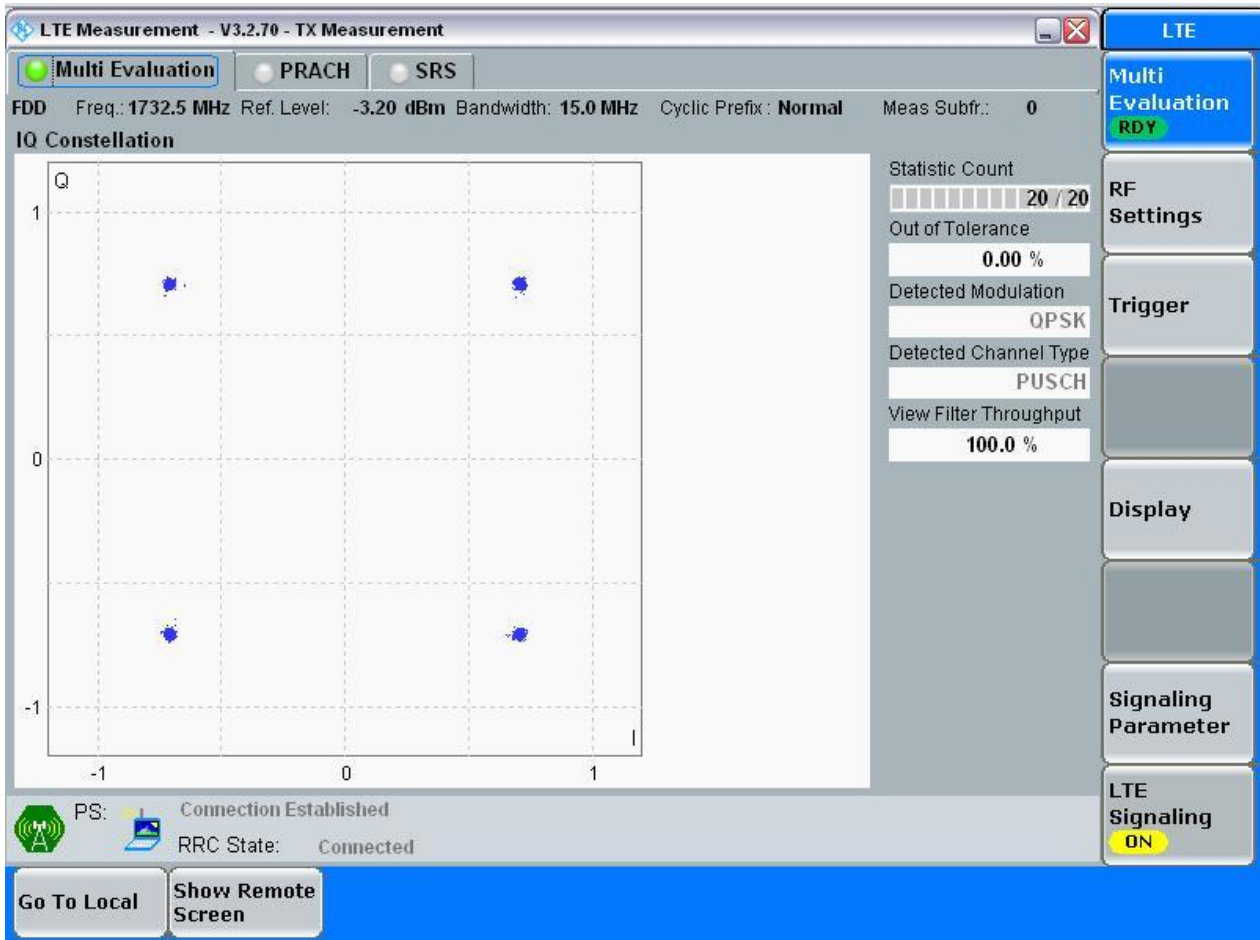 LTE Measurement - V3.2.70 - TX Measurement
LTE
Multi Evaluation
PRACH
SRS
FDD Freq.: 1732.5 MHz Ref. Level: -3.20 dBm Bandwidth: 15.0 MHz Cyclic Prefix : Normal Meas Subfr.: 0
IQ Constellation
Q
1
0
-1
I
-1 0 1
Statistic Count
20 / 20
Out of Tolerance
0.00 %
Detected Modulation
QPSK
Detected Channel Type
PUSCH
View Filter Throughput
100.0 %
Multi
Evaluation
RDY
RF
Settings
Trigger
Display
Signaling
Parameter
LTE
Signaling
ON
PS: Connection Established
RRC State: Connected
Go To Local
Show Remote
Screen